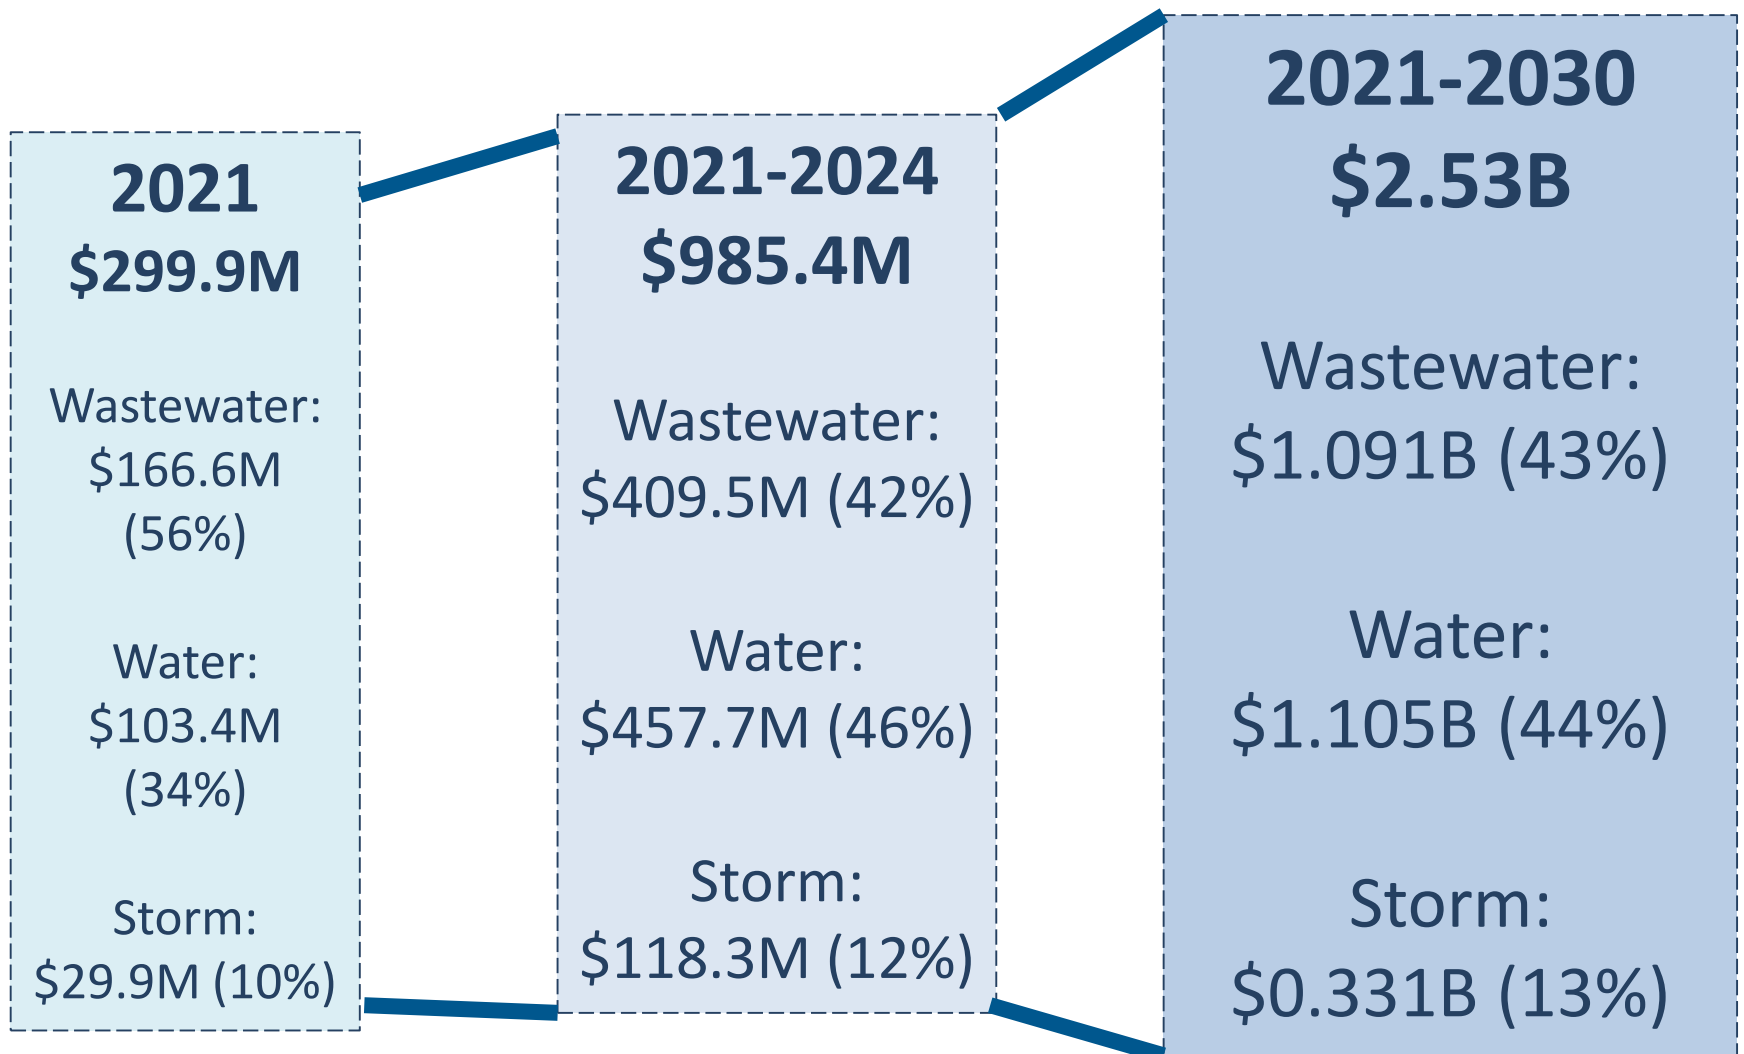 2021
$299.9M
Wastewater:
$166.6M
(56%)
Water:
$103.4M
(34%)
Storm:
$29.9M (10%)
2021-2024
$985.4M
Wastewater:
$409.5M (42%)
Water:
$457.7M (46%)
Storm:
$118.3M (12%)
2021-2030
$2.53B
Wastewater:
$1.091B (43%)
Water:
$1.105B (44%)
Storm:
$0.331B (13%)